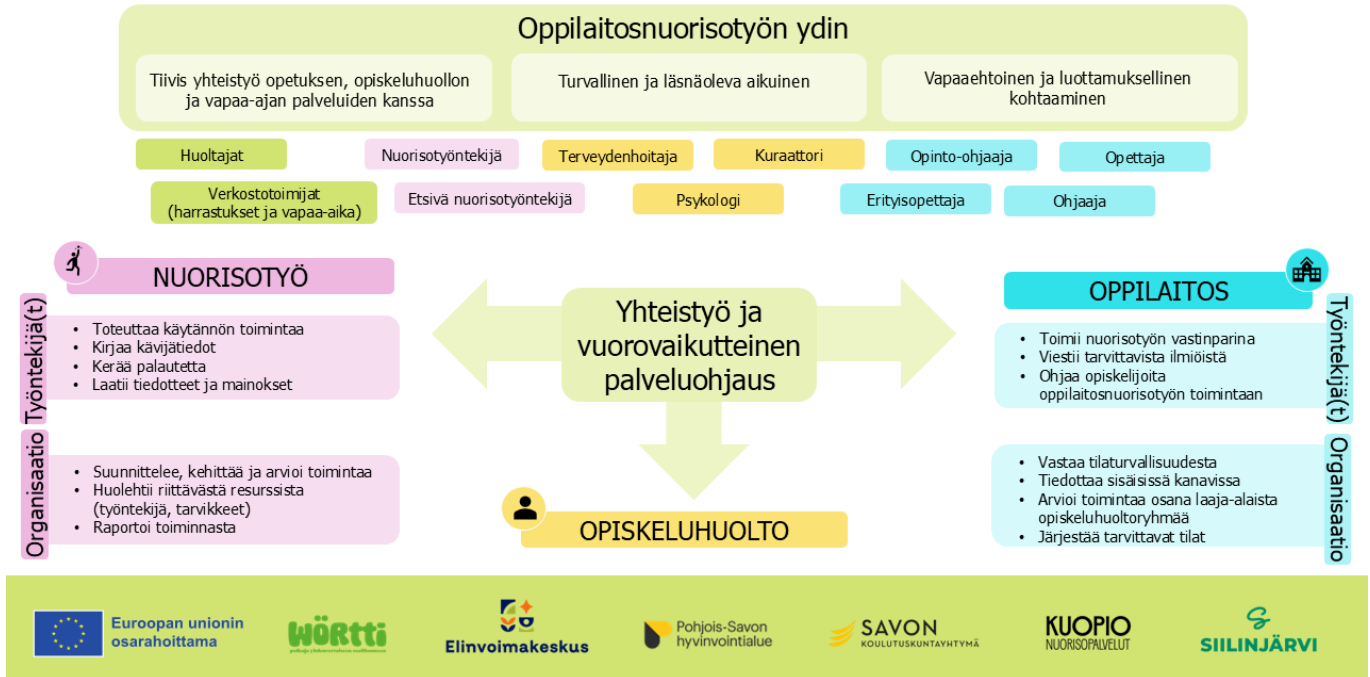 Oppilaitosnuorisotyön ydin
Tiivis yhteistyö opetuksen, opiskeluhuollon
ja vapaa-ajan palveluiden kanssa
Turvallinen ja läsnäoleva aikuinen
Vapaaehtoinen ja luottamuksellinen
kohtaaminen
Huoltajat
Nuorisotyöntekijä
Terveydenhoitaja
Kuraattori
Opinto-ohjaaja
Opettaja
Verkostotoimijat
(harrastukset ja vapaa-aika)
Etsivä nuorisotyöntekijä
Psykologi
Erityisopettaja
Ohjaaja
NUORISOTYÖ
Työntekijä(t)
• Toteuttaa käytännön toimintaa
• Kirjaa kävijätiedot
• Kerää palautetta
• Laatii tiedotteet ja mainokset
Organisaatio
• Suunnittelee, kehittää ja arvioi toimintaa
• Huolehtii riittävästä resurssista
(työntekijä, tarvikkeet)
• Raportoi toiminnasta
Yhteistyö ja
vuorovaikutteinen
palveluohjaus
OPISKELUHUOLTO
OPPILAITOS
Työntekijä(t)
• Toimii nuorisotyön vastinparina
• Viestii tarvittavista ilmiöistä
• Ohjaa opiskelijoita
oppilaitosnuorisotyön toimintaan
Organisaatio
• Vastaa tilaturvallisuudesta
• Tiedottaa sisäisissä kanavissa
• Arvioi toimintaa osana laaja-alaista
opiskeluhuoltoryhmää
• Järjestää tarvittavat tilat
Euroopan unionin
osarahoittama
WÖRTTI
Elinvoimakeskus
Pohjois-Savon
hyvinvointialue
SAVON
KOULUTUSKUNTAYHTYMÄ
KUOPIO
NUORISOPALVELUT
SIILINJÄRVI